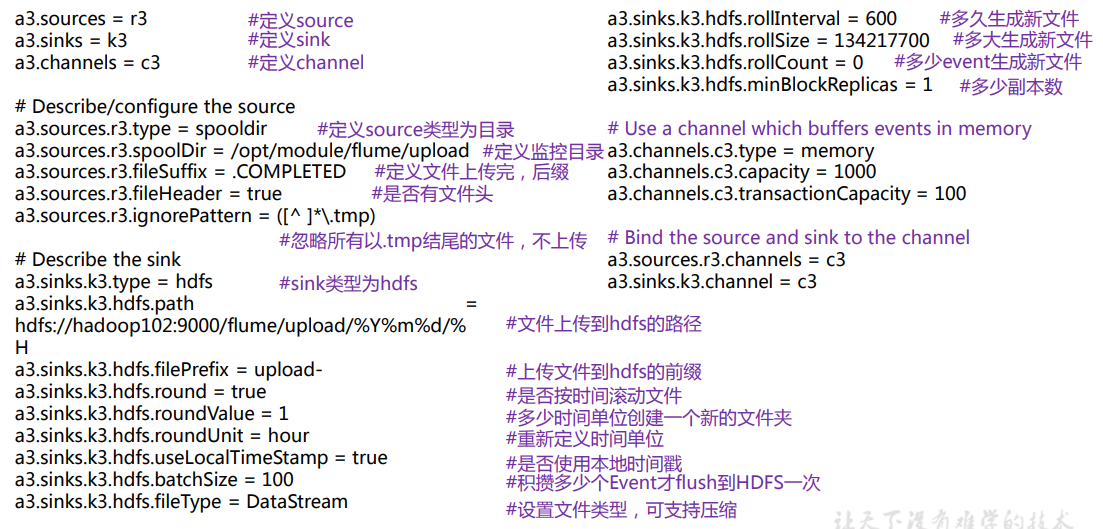 a3.sources = r3 #定义source
a3.sinks = k3 #定义sink
a3.channels = c3 #定义channel
# Describe/configure the source
a3.sources.r3.type = spooldir #定义source类型为目录
a3.sources.r3.spoolDir = /opt/module/flume/upload #定义监控目录
a3.sources.r3.fileSuffix = .COMPLETED #定义文件上传完，后缀
a3.sources.r3.fileHeader = true #是否有文件头
a3.sources.r3.ignorePattern = ([^ ]*\.tmp)
#忽略所有以.tmp结尾的文件，不上传
# Describe the sink
a3.sinks.k3.type = hdfs #sink类型为hdfs
a3.sinks.k3.hdfs.path =
hdfs://hadoop102:9000/flume/upload/%Y%m%d/% #文件上传到hdfs的路径
H
a3.sinks.k3.hdfs.filePrefix = upload- #上传文件到hdfs的前缀
a3.sinks.k3.hdfs.round = true #是否按时间滚动文件
a3.sinks.k3.hdfs.roundValue = 1 #多少时间单位创建一个新的文件夹
a3.sinks.k3.hdfs.roundUnit = hour #重新定义时间单位
a3.sinks.k3.hdfs.useLocalTimeStamp = true #是否使用本地时间戳
a3.sinks.k3.hdfs.batchSize = 100 #积攒多少个Event才flush到HDFS一次
a3.sinks.k3.hdfs.fileType = DataStream #设置文件类型，可支持压缩
a3.sinks.k3.hdfs.rollInterval = 600 #多久生成新文件
a3.sinks.k3.hdfs.rollSize = 134217700 #多大生成新文件
a3.sinks.k3.hdfs.rollCount = 0 #多少event生成新文件
a3.sinks.k3.hdfs.minBlockReplicas = 1 #多少副本数
# Use a channel which buffers events in memory
a3.channels.c3.type = memory
a3.channels.c3.capacity = 1000
a3.channels.c3.transactionCapacity = 100
# Bind the source and sink to the channel
a3.sources.r3.channels = c3
a3.sinks.k3.channel = c3
让天下没有难学的技术